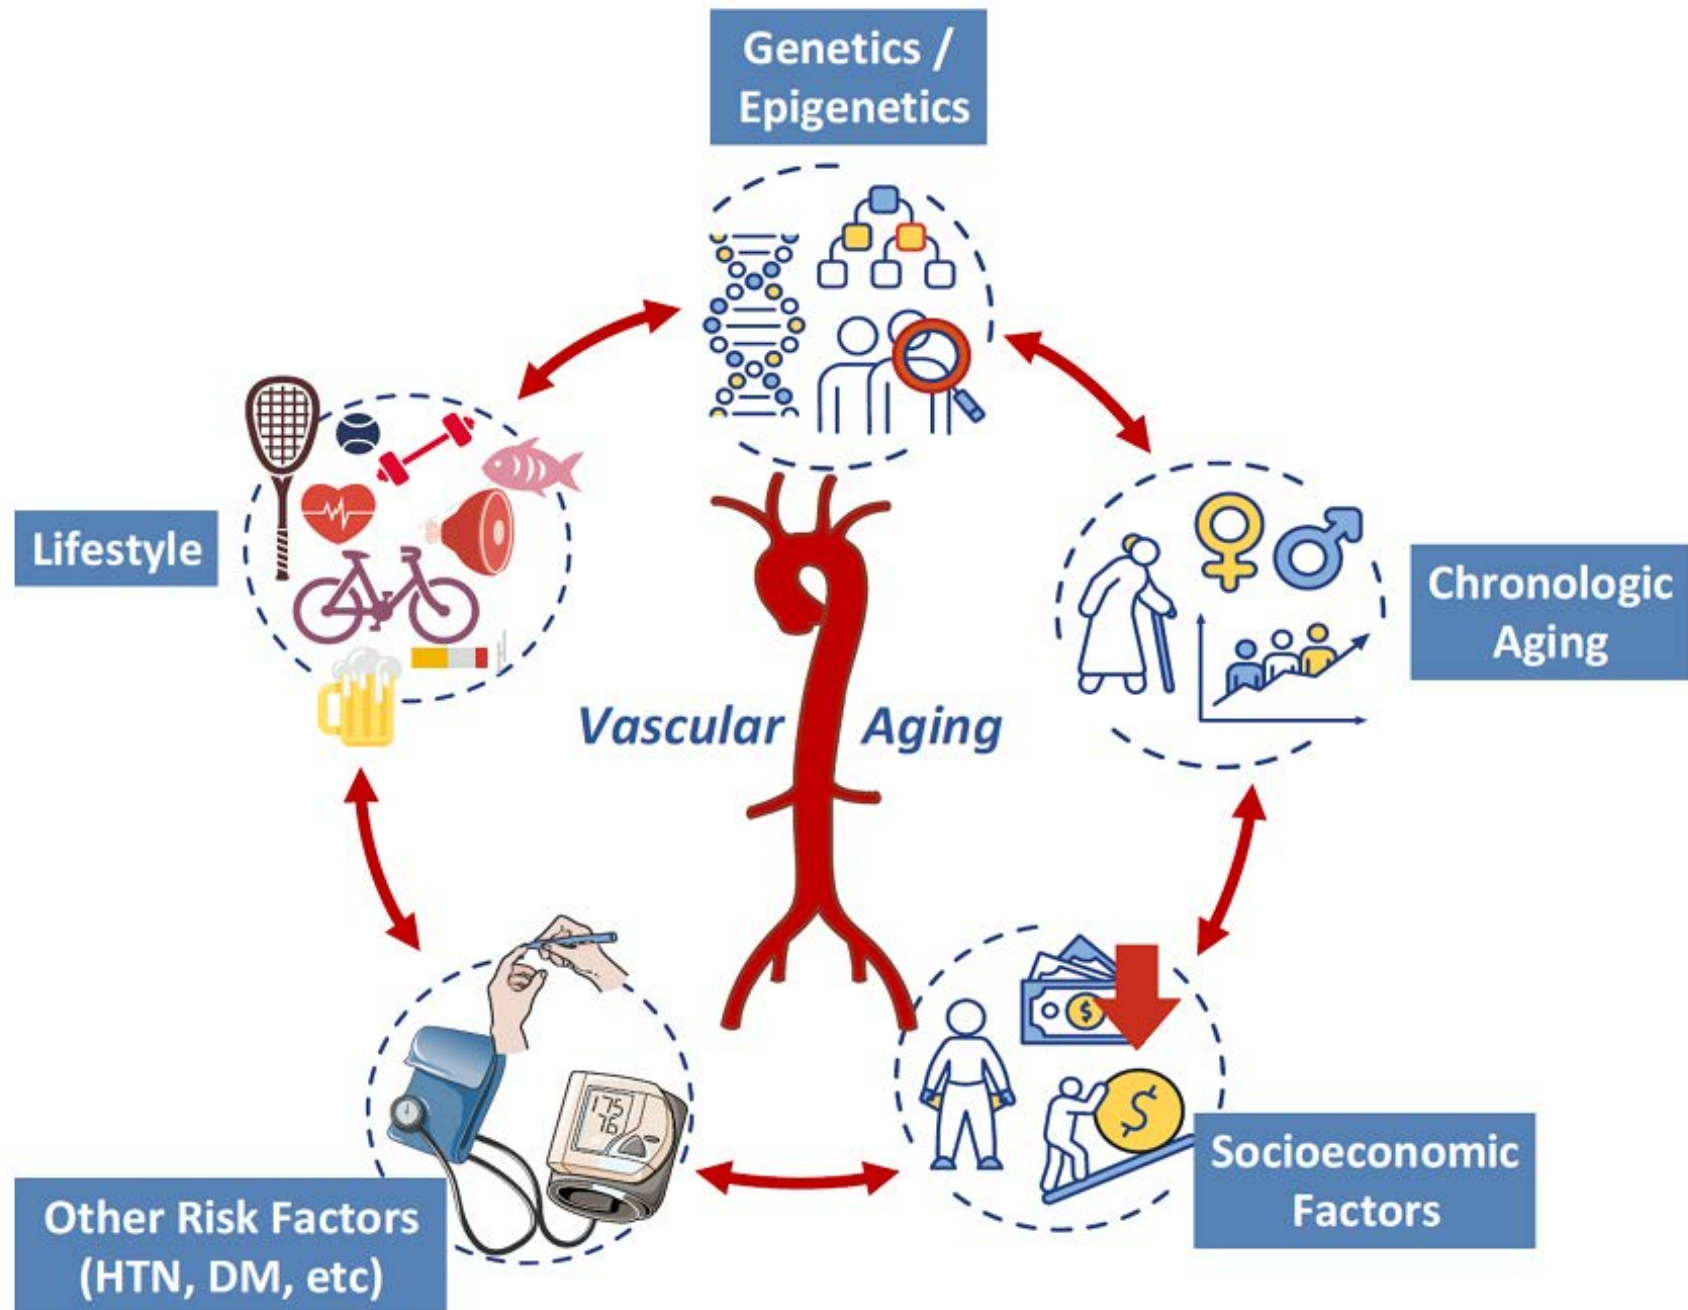 Genetics /
Epigenetics
Lifestyle
Chronologic
Aging
Vascular Aging
$
$
175
76
Socioeconomic
Factors
Other Risk Factors
(HTN, DM, etc)